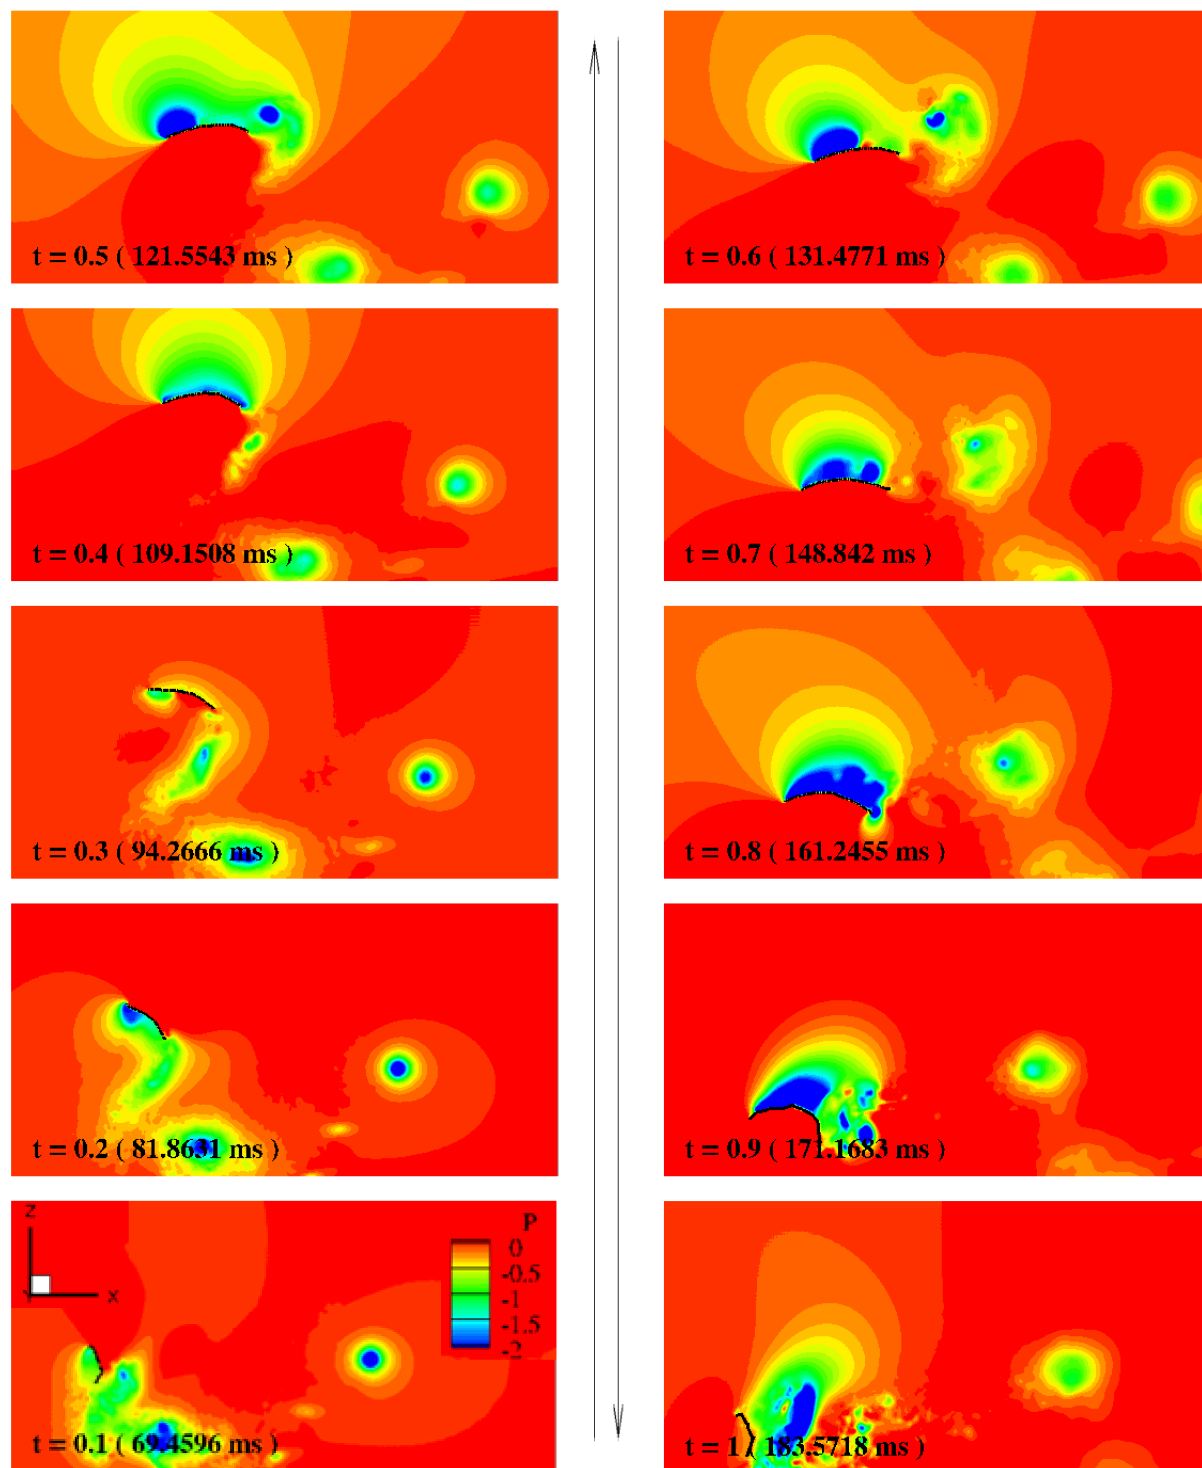 t = 0.5 ( 121.5543 ms )
t = 0.6 ( 131.4771 ms )
t = 0.4 ( 109.1508 ms )
t = 0.7 ( 148.842 ms )
t = 0.3 ( 94.2666 ms )
t = 0.8 ( 161.2455 ms )
t = 0.2 ( 81.8631 ms )
t = 0.9 ( 171.1683 ms )
Z
X
Y
P
0
-0.5
-1
-1.5
-2
t = 0.1 ( 69.4596 ms )
t = 1 ( 183.5718 ms )